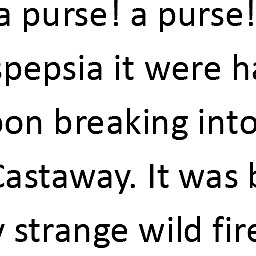 a purse! a purse!
spepsia it were ha
oon breaking into
Castaway. It was b
y strange wild fire